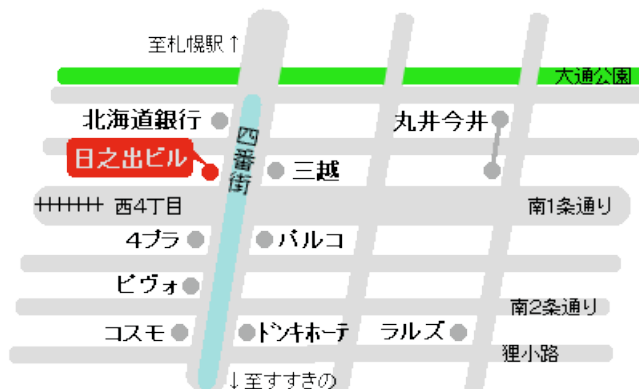 至札幌駅↑
大通公園
北海道銀行
四番街
丸井今井
日之出ビル
三越
西4丁目
南1条通り
4プラ
パルコ
ビヴォ
南2条通り
コスモ
ドンキホーテ
ラルズ
狸小路
↓至すすきの